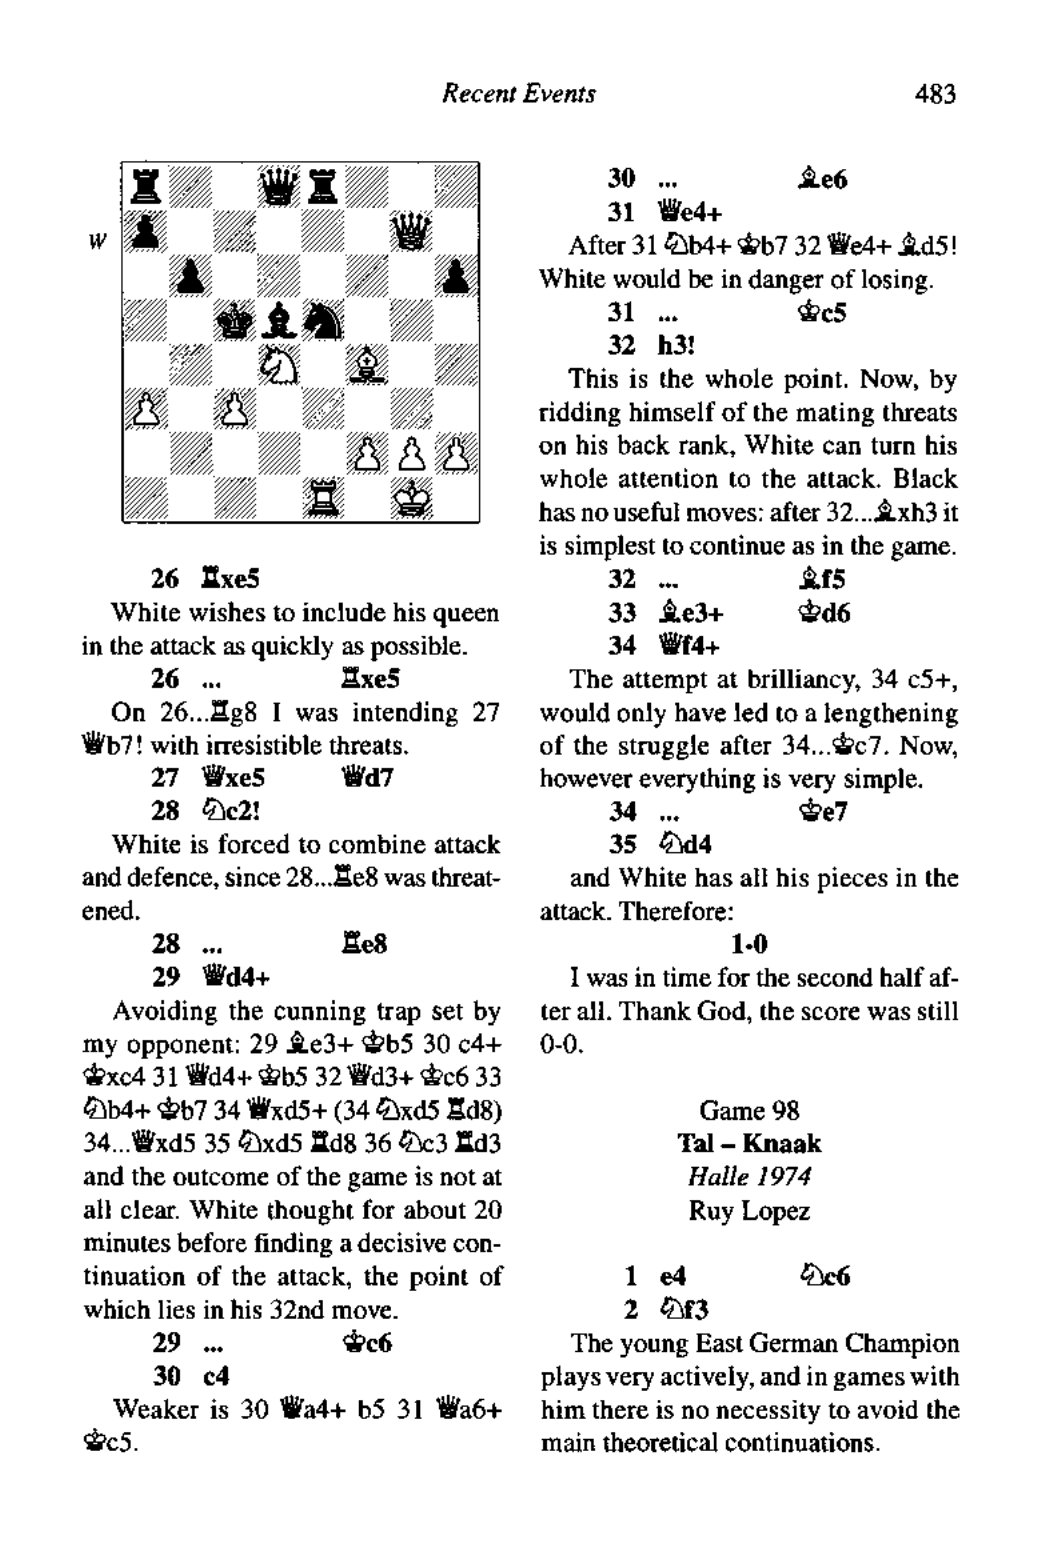 Recent Events 483
W
26 ♖xe5
White wishes to include his queen
in the attack as quickly as possible.
26 ... ♖xe5
On 26...♖g8 I was intending 27
♕b7! with irresistible threats.
27 ♕xe5 ♕d7
28 ♘c2!
White is forced to combine attack
and defence, since 28...♖e8 was threat-
ened.
28 ... ♖e8
29 ♕d4+
Avoiding the cunning trap set by
my opponent: 29 ♗e3+ ♔b5 30 c4+
♔xc4 31 ♕d4+ ♔b5 32 ♕d3+ ♔c6 33
♘b4+ ♔b7 34 ♕xd5+ (34 ♘xd5 ♖d8)
34...♕xd5 35 ♘xd5 ♖d8 36 ♘c3 ♖d3
and the outcome of the game is not at
all clear. White thought for about 20
minutes before finding a decisive con-
tinuation of the attack, the point of
which lies in his 32nd move.
29 ... ♔c6
30 c4
Weaker is 30 ♕a4+ b5 31 ♕a6+
♔c5.
30 ... ♗e6
31 ♕e4+
After 31 ♘b4+ ♔b7 32 ♕e4+ ♗d5!
White would be in danger of losing.
31 ... ♔c5
32 h3!
This is the whole point. Now, by
ridding himself of the mating threats
on his back rank, White can turn his
whole attention to the attack. Black
has no useful moves: after 32...♗xh3 it
is simplest to continue as in the game.
32 ... ♗f5
33 ♗e3+ ♔d6
34 ♕f4+
The attempt at brilliancy, 34 c5+,
would only have led to a lengthening
of the struggle after 34...♔c7. Now,
however everything is very simple.
34 ... ♔e7
35 ♘d4
and White has all his pieces in the
attack. Therefore:
1-0
I was in time for the second half af-
ter all. Thank God, the score was still
0-0.
Game 98
Tal – Knaak
Halle 1974
Ruy Lopez
1 e4 ♘c6
2 ♘f3
The young East German Champion
plays very actively, and in games with
him there is no necessity to avoid the
main theoretical continuations.